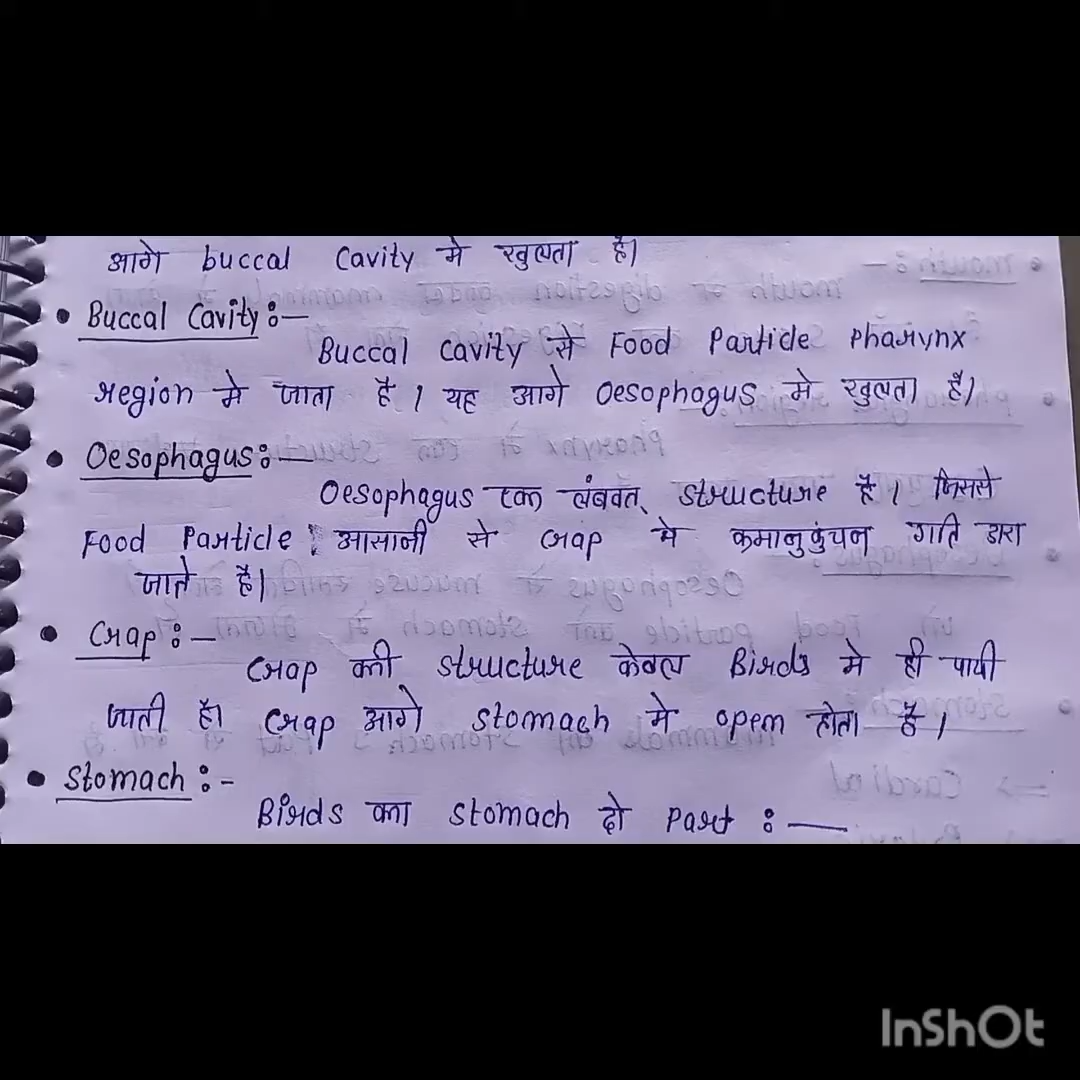 आगे buccal cavity मे खुलता है।
• Buccal Cavity :—
Buccal cavity से Food Particle Pharynx
region मे जाता है । यह आगे Oesophagus मे खुलता है।
• Oesophagus :—
Oesophagus एक लंबवत् structure है । जिससे
Food Particle आसानी से crap मे क्रमानुकुंचन गति द्वारा
जाते है।
• Crap :—
Crap की structure केवल Birds मे ही पायी
जाती है। Crap आगे stomach मे open होता है ।
• Stomach :-
Birds का stomach दो Part :—
InShOt